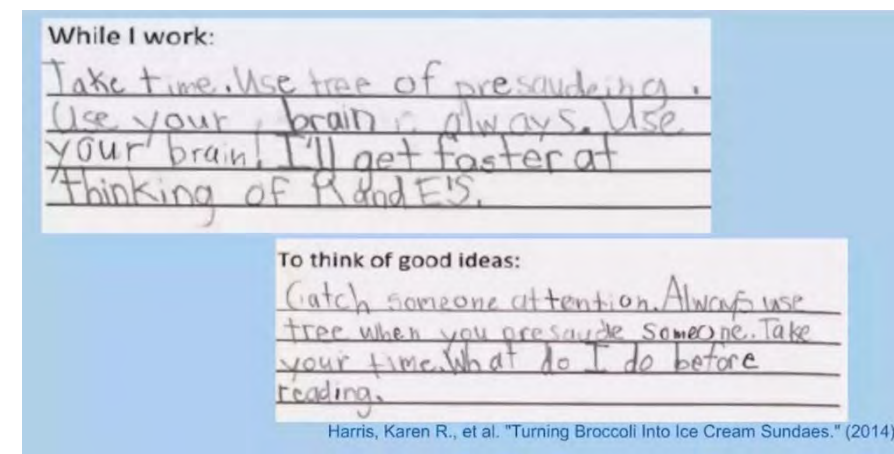 While I work:
Take time. Use tree of presaudeing.
Use your brain always. Use
your brain! I'll get faster at
thinking of R and E'S.
To think of good ideas:
Catch someone attention. Always use
tree when you presaude someone. Take
your time. What do I do before
reading.
Harris, Karen R., et al. "Turning Broccoli Into Ice Cream Sundaes." (2014)